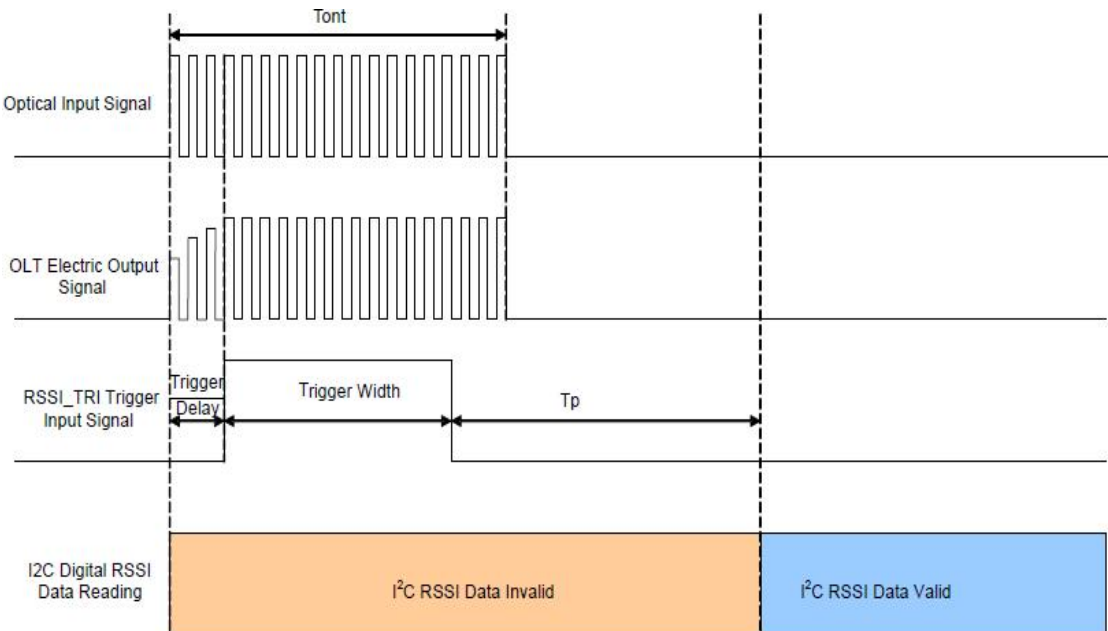 Tont
Optical Input Signal
OLT Electric Output
Signal
Trigger
Delay
RSSI_TRI Trigger
Input Signal
Trigger Width
Tp
I2C Digital RSSI
Data Reading
I²C RSSI Data Invalid
I²C RSSI Data Valid